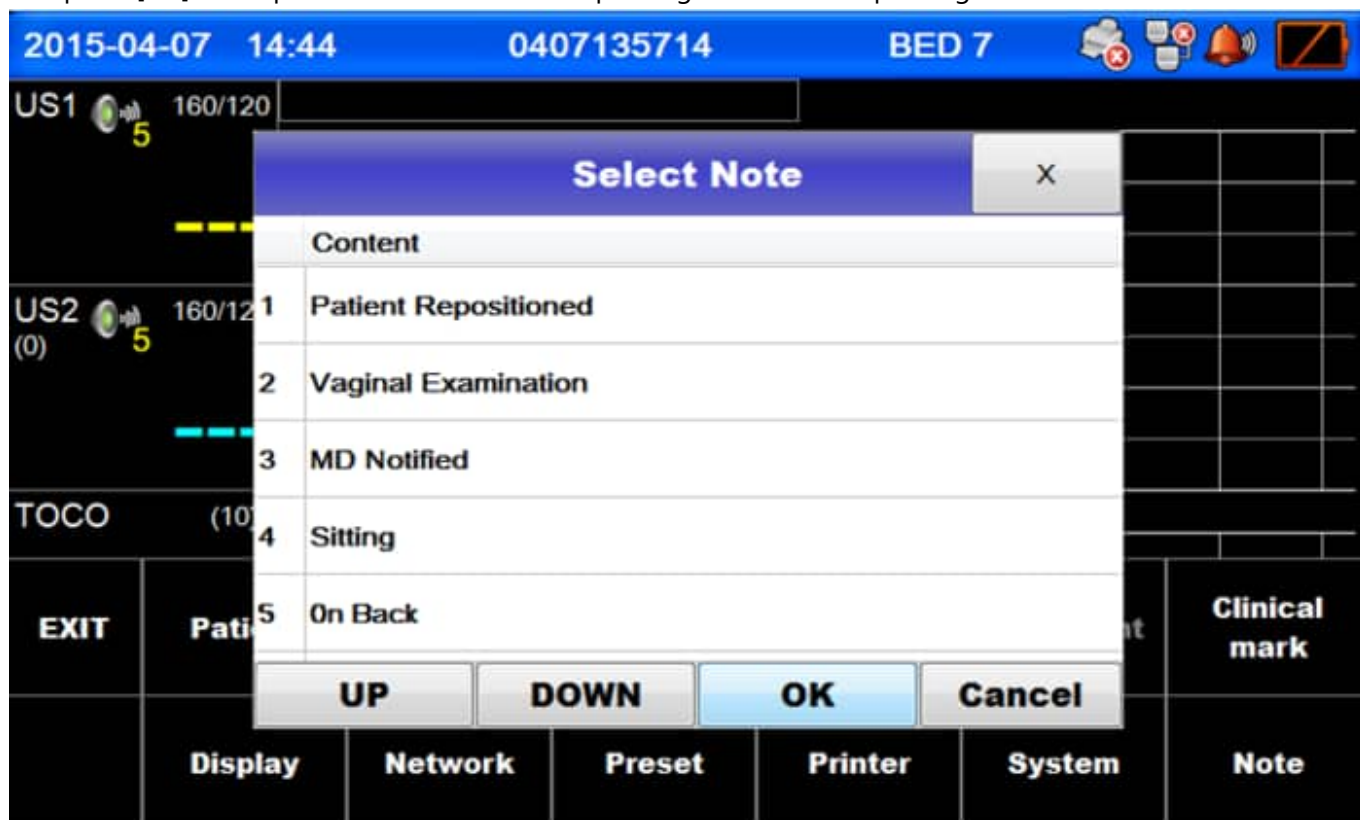 2015-04-07 14:44 0407135714 BED 7
US1 5 160/120
Select Note X
Content
1 Patient Repositioned
US2 5 160/12
(0)
2 Vaginal Examination
3 MD Notified
TOCO (10)
4 Sitting
5 0n Back
EXIT Pati Clinical mark
UP DOWN OK Cancel
Display Network Preset Printer System Note